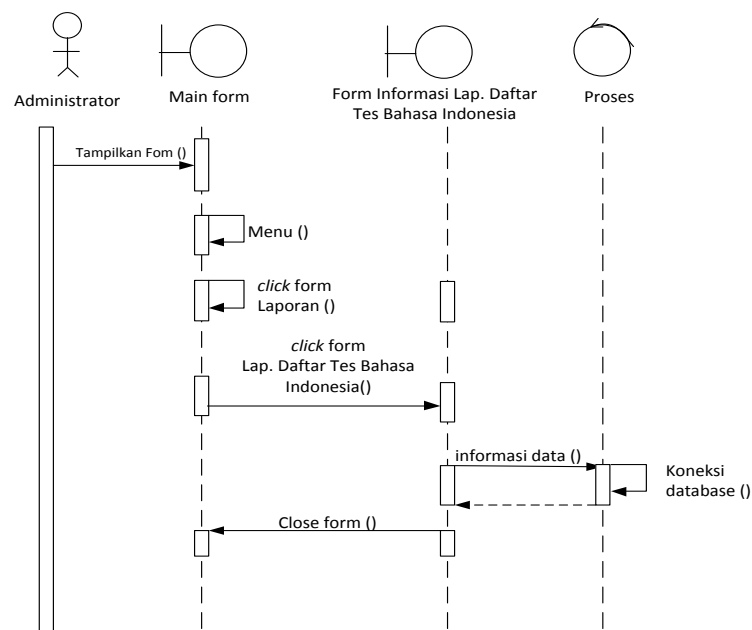 Administrator
Main form
Form Informasi Lap. Daftar
Tes Bahasa Indonesia
Proses
Tampilkan Fom ()
Menu ()
click form
Laporan ()
click form
Lap. Daftar Tes Bahasa
Indonesia()
informasi data ()
Koneksi
database ()
Close form ()